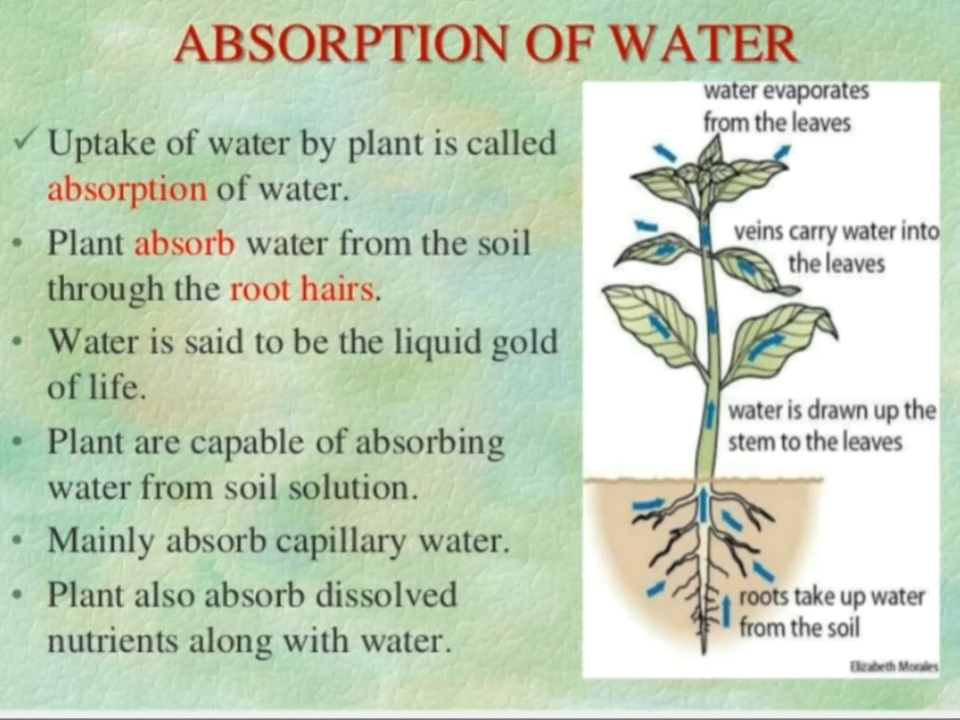 ABSORPTION OF WATER
✓ Uptake of water by plant is called
absorption of water.
• Plant absorb water from the soil
through the root hairs.
• Water is said to be the liquid gold
of life.
• Plant are capable of absorbing
water from soil solution.
• Mainly absorb capillary water.
• Plant also absorb dissolved
nutrients along with water.
water evaporates
from the leaves
veins carry water into
the leaves
water is drawn up the
stem to the leaves
roots take up water
from the soil
Elizabeth Morales